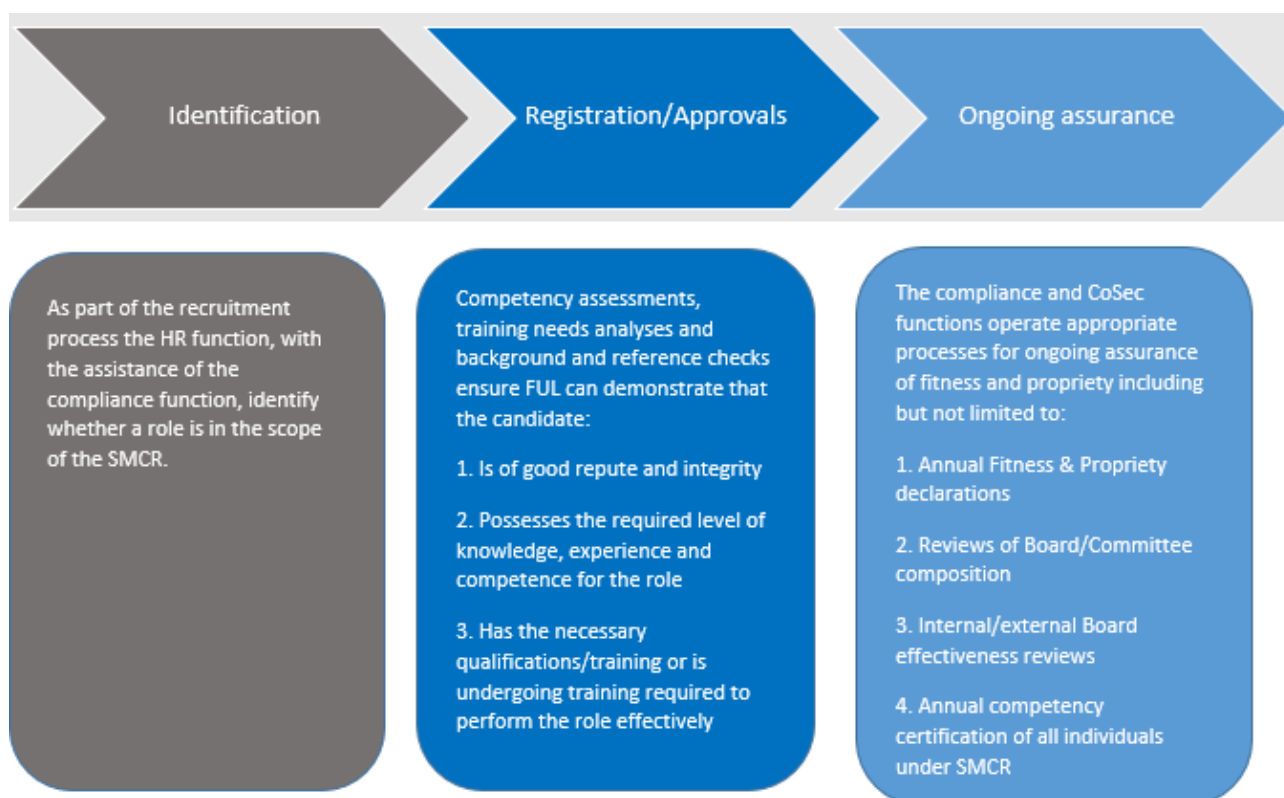 Identification
Registration/Approvals
Ongoing assurance
As part of the recruitment
process the HR function, with
the assistance of the
compliance function, identify
whether a role is in the scope
of the SMCR.
Competency assessments,
training needs analyses and
background and reference checks
ensure FUL can demonstrate that
the candidate:
1. Is of good repute and integrity
2. Possesses the required level of
knowledge, experience and
competence for the role
3. Has the necessary
qualifications/training or is
undergoing training required to
perform the role effectively
The compliance and CoSec
functions operate appropriate
processes for ongoing assurance
of fitness and propriety including
but not limited to:
1. Annual Fitness & Propriety
declarations
2. Reviews of Board/Committee
composition
3. Internal/external Board
effectiveness reviews
4. Annual competency
certification of all individuals
under SMCR